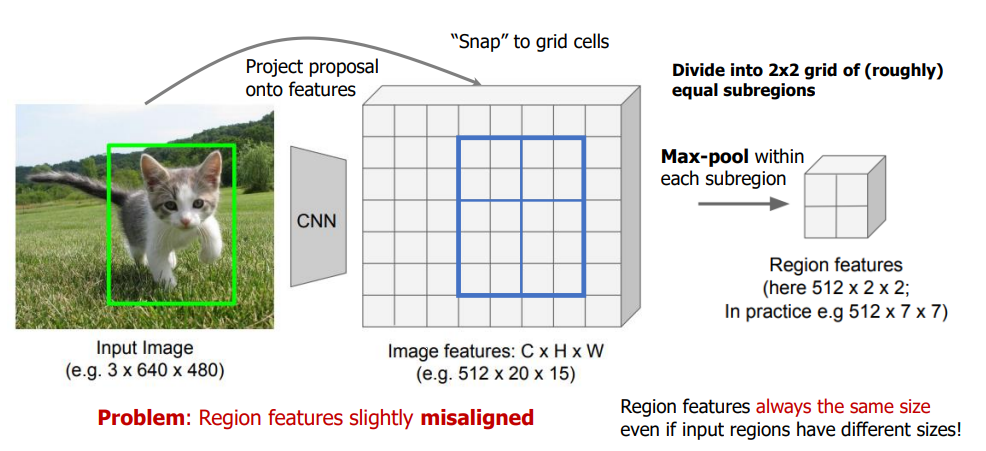 “Snap” to grid cells
Project proposal
onto features
Divide into 2x2 grid of (roughly)
equal subregions
CNN
Max-pool within
each subregion
Region features
(here 512 x 2 x 2;
In practice e.g 512 x 7 x 7)
Input Image
(e.g. 3 x 640 x 480)
Image features: C x H x W
(e.g. 512 x 20 x 15)
Problem: Region features slightly misaligned
Region features always the same size
even if input regions have different sizes!